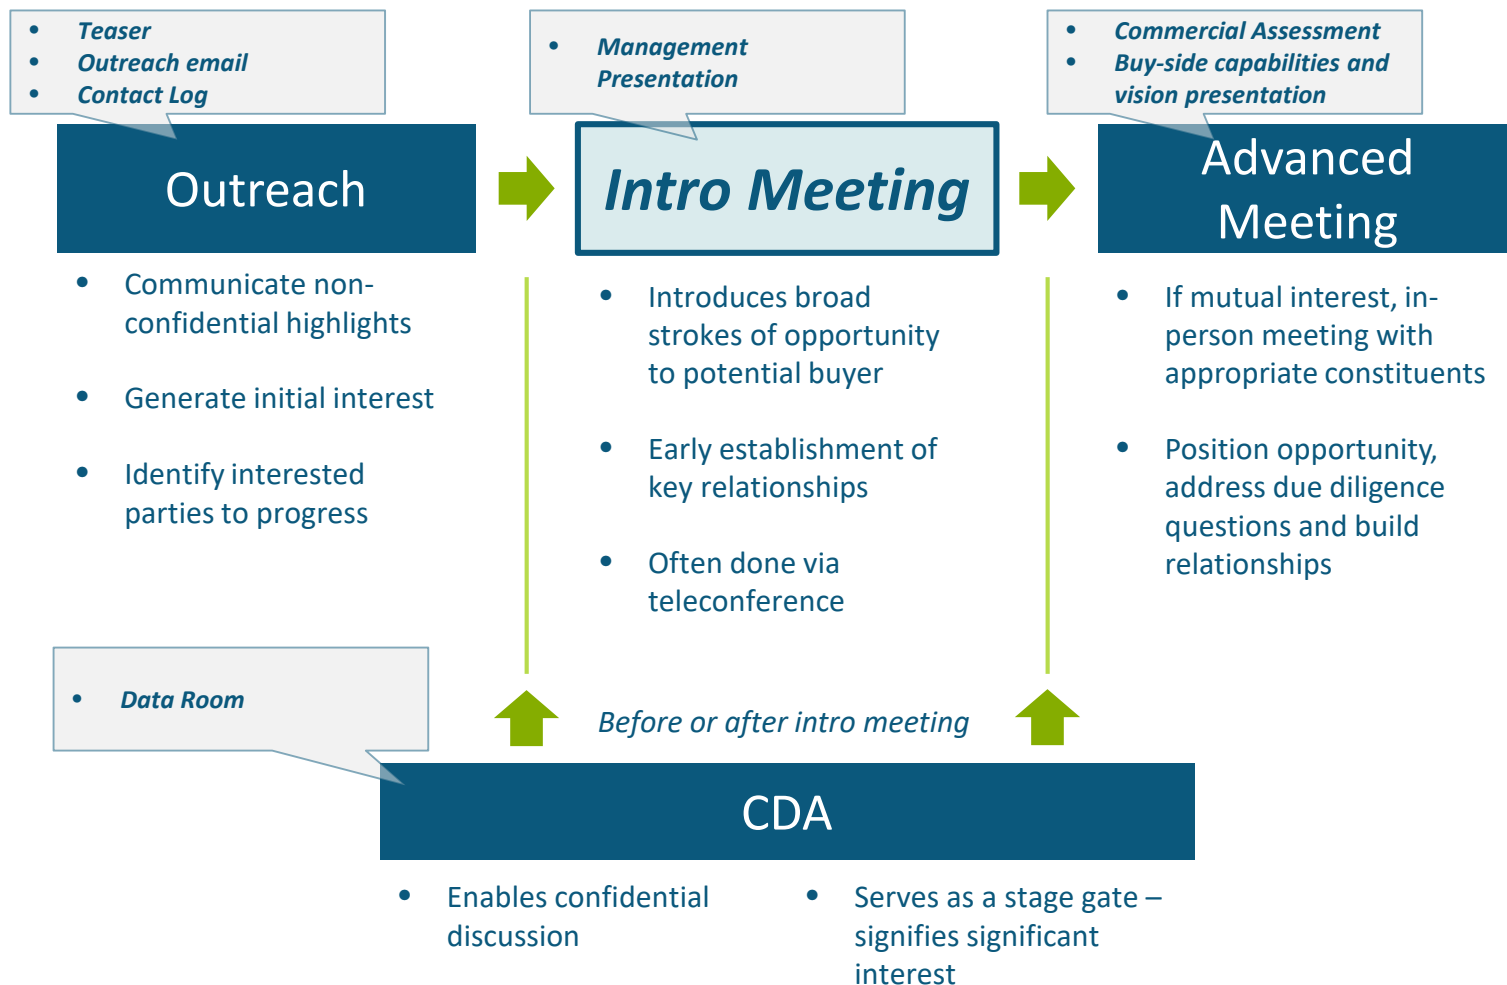 • Teaser
• Outreach email
• Contact Log
• Management
Presentation
• Commercial Assessment
• Buy-side capabilities and
vision presentation
Outreach
Intro Meeting
Advanced
Meeting
• Communicate non-
confidential highlights
• Generate initial interest
• Identify interested
parties to progress
• Introduces broad
strokes of opportunity
to potential buyer
• Early establishment of
key relationships
• Often done via
teleconference
• If mutual interest, in-
person meeting with
appropriate constituents
• Position opportunity,
address due diligence
questions and build
relationships
• Data Room
Before or after intro meeting
CDA
• Enables confidential
discussion
• Serves as a stage gate –
signifies significant
interest